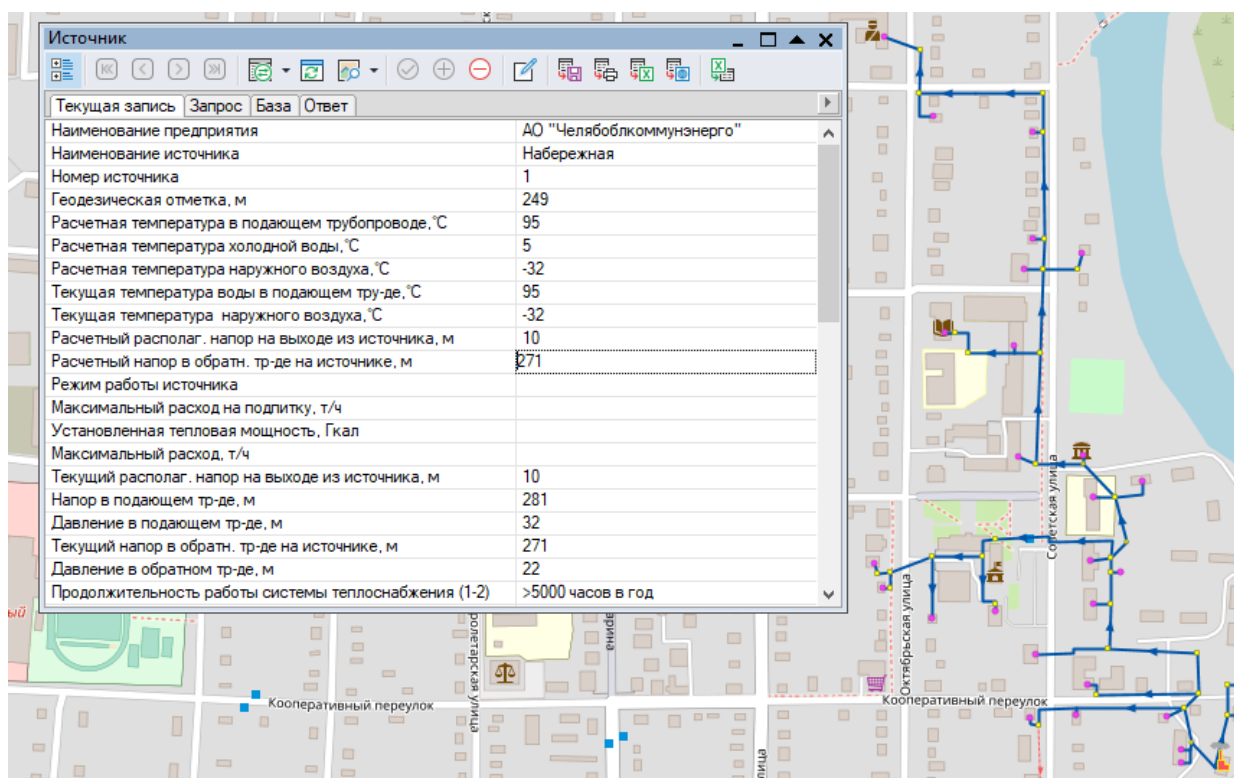 Источник
Текущая запись Запрос База Ответ
Наименование предприятия АО "Челябоблкоммунэнерго"
Наименование источника Набережная
Номер источника 1
Геодезическая отметка, м 249
Расчетная температура в подающем трубопроводе,°C 95
Расчетная температура холодной воды,°C 5
Расчетная температура наружного воздуха,°C -32
Текущая температура воды в подающем тру-де,°C 95
Текущая температура наружного воздуха,°C -32
Расчетный располаг. напор на выходе из источника, м 10
Расчетный напор в обратн. тр-де на источнике, м 271
Режим работы источника
Максимальный расход на подпитку, т/ч
Установленная тепловая мощность, Гкал
Максимальный расход, т/ч
Текущий располаг. напор на выходе из источника, м 10
Напор в подающем тр-де, м 281
Давление в подающем тр-де, м 32
Текущий напор в обратн. тр-де на источнике, м 271
Давление в обратном тр-де, м 22
Продолжительность работы системы теплоснабжения (1-2) >5000 часов в год
Советская улица
Октябрьская улица
ый
ролетарская улица
арина
Кооперативный переулок
Кооперативный переулок
лица